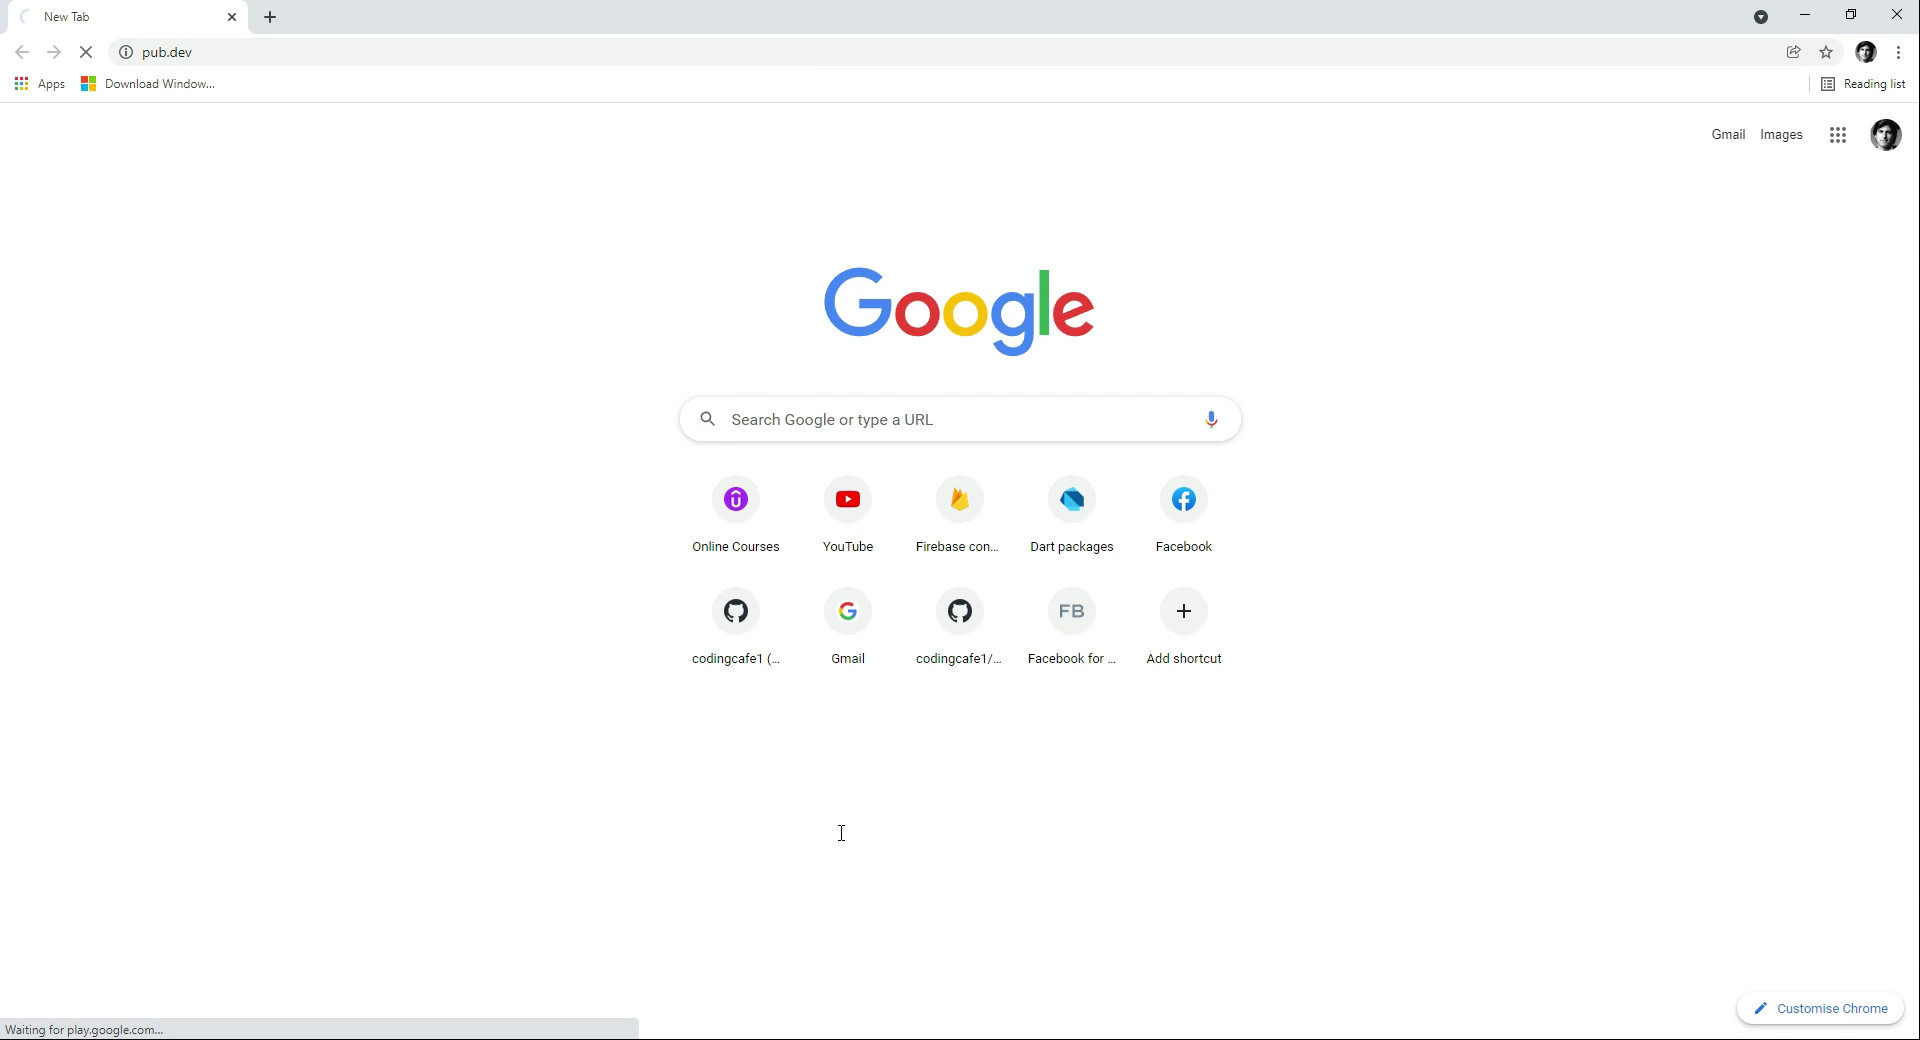 New Tab
pub.dev
Apps
Download Window...
Reading list
Gmail
Images
Google
Search Google or type a URL
Online Courses
YouTube
Firebase con...
Dart packages
Facebook
FB
codingcafe1 (...
Gmail
codingcafe1/...
Facebook for ...
Add shortcut
Customise Chrome
Waiting for play.google.com...